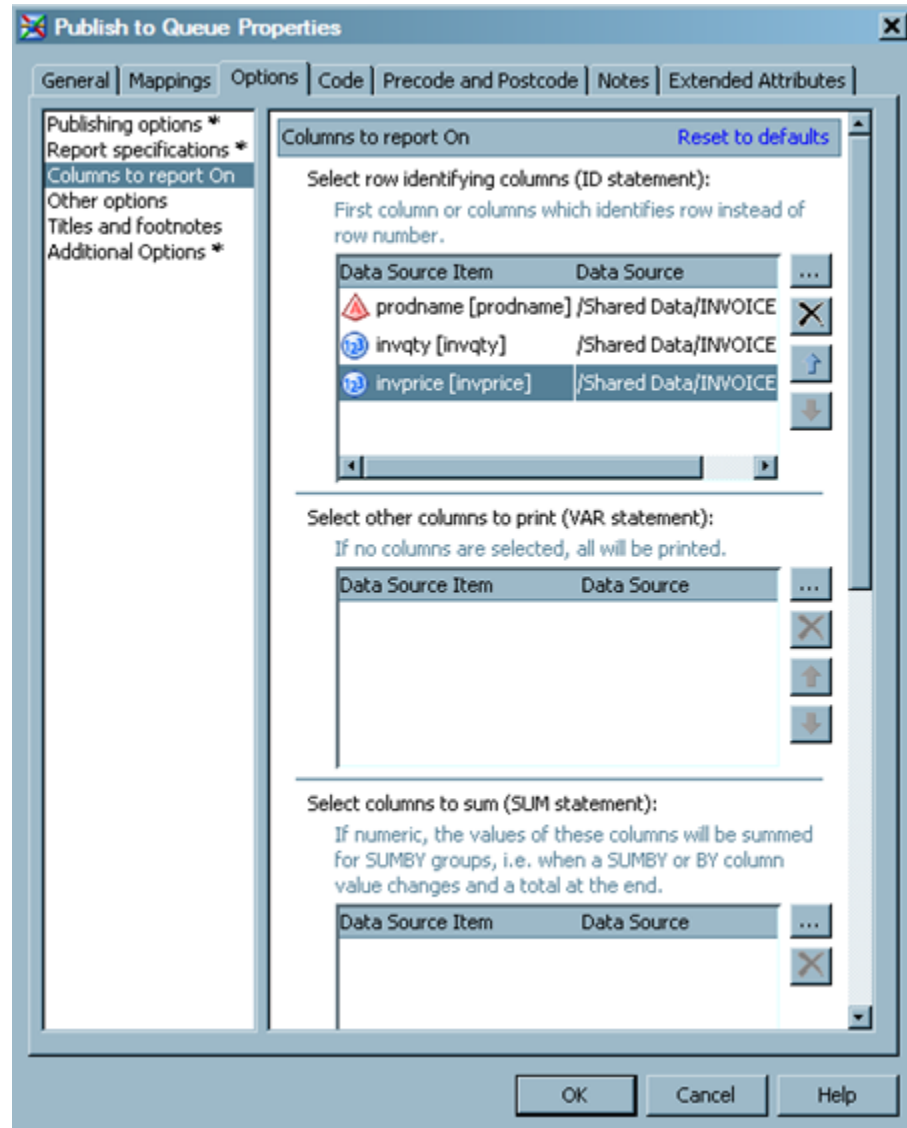 Publish to Queue Properties
General Mappings Options Code Precode and Postcode Notes Extended Attributes
Publishing options *
Report specifications *
Columns to report On
Other options
Titles and footnotes
Additional Options *
Columns to report On Reset to defaults
Select row identifying columns (ID statement):
First column or columns which identifies row instead of
row number.
Data Source Item Data Source ...
prodname [prodname] /Shared Data/INVOICE
123 invqty [invqty] /Shared Data/INVOICE
123 invprice [invprice] /Shared Data/INVOICE
Select other columns to print (VAR statement):
If no columns are selected, all will be printed.
Data Source Item Data Source ...
Select columns to sum (SUM statement):
If numeric, the values of these columns will be summed
for SUMBY groups, i.e. when a SUMBY or BY column
value changes and a total at the end.
Data Source Item Data Source ...
OK Cancel Help